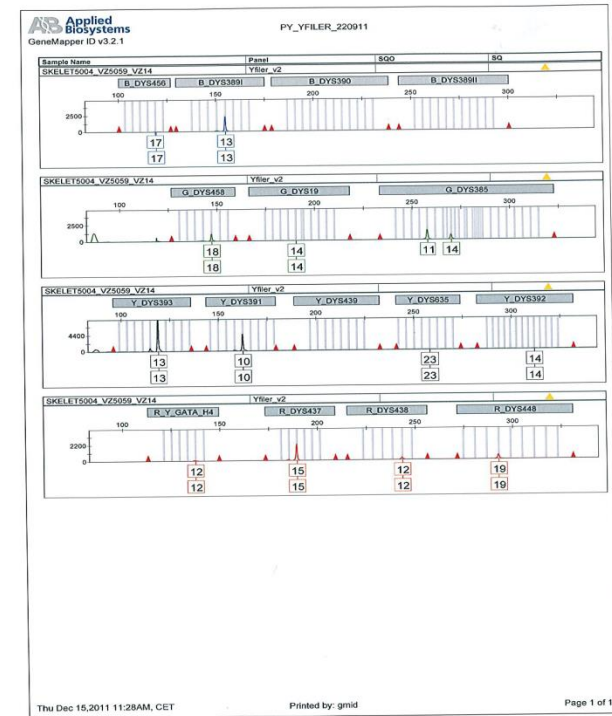 AB Applied Biosystems
PY_YFILER_220911
GeneMapper ID v3.2.1
Sample Name Panel SQO SQ
SKELET5004_VZ5059_VZ14 Yfiler_v2
B_DYS456 B_DYS389I B_DYS390 B_DYS389II
100 150 200 250 300
2500
0
17 13
17 13
SKELET5004_VZ5059_VZ14 Yfiler_v2
G_DYS458 G_DYS19 G_DYS385
100 150 200 250 300
2500
0
18 14 11 14
18 14
SKELET5004_VZ5059_VZ14 Yfiler_v2
Y_DYS393 Y_DYS391 Y_DYS439 Y_DYS635 Y_DYS392
100 150 200 250 300
4400
0
13 10 23 14
13 10 23 14
SKELET5004_VZ5059_VZ14 Yfiler_v2
R_Y_GATA_H4 R_DYS437 R_DYS438 R_DYS448
100 150 200 250 300
2200
0
12 15 12 19
12 15 12 19
Thu Dec 15,2011 11:28AM, CET Printed by: gmid Page 1 of 1